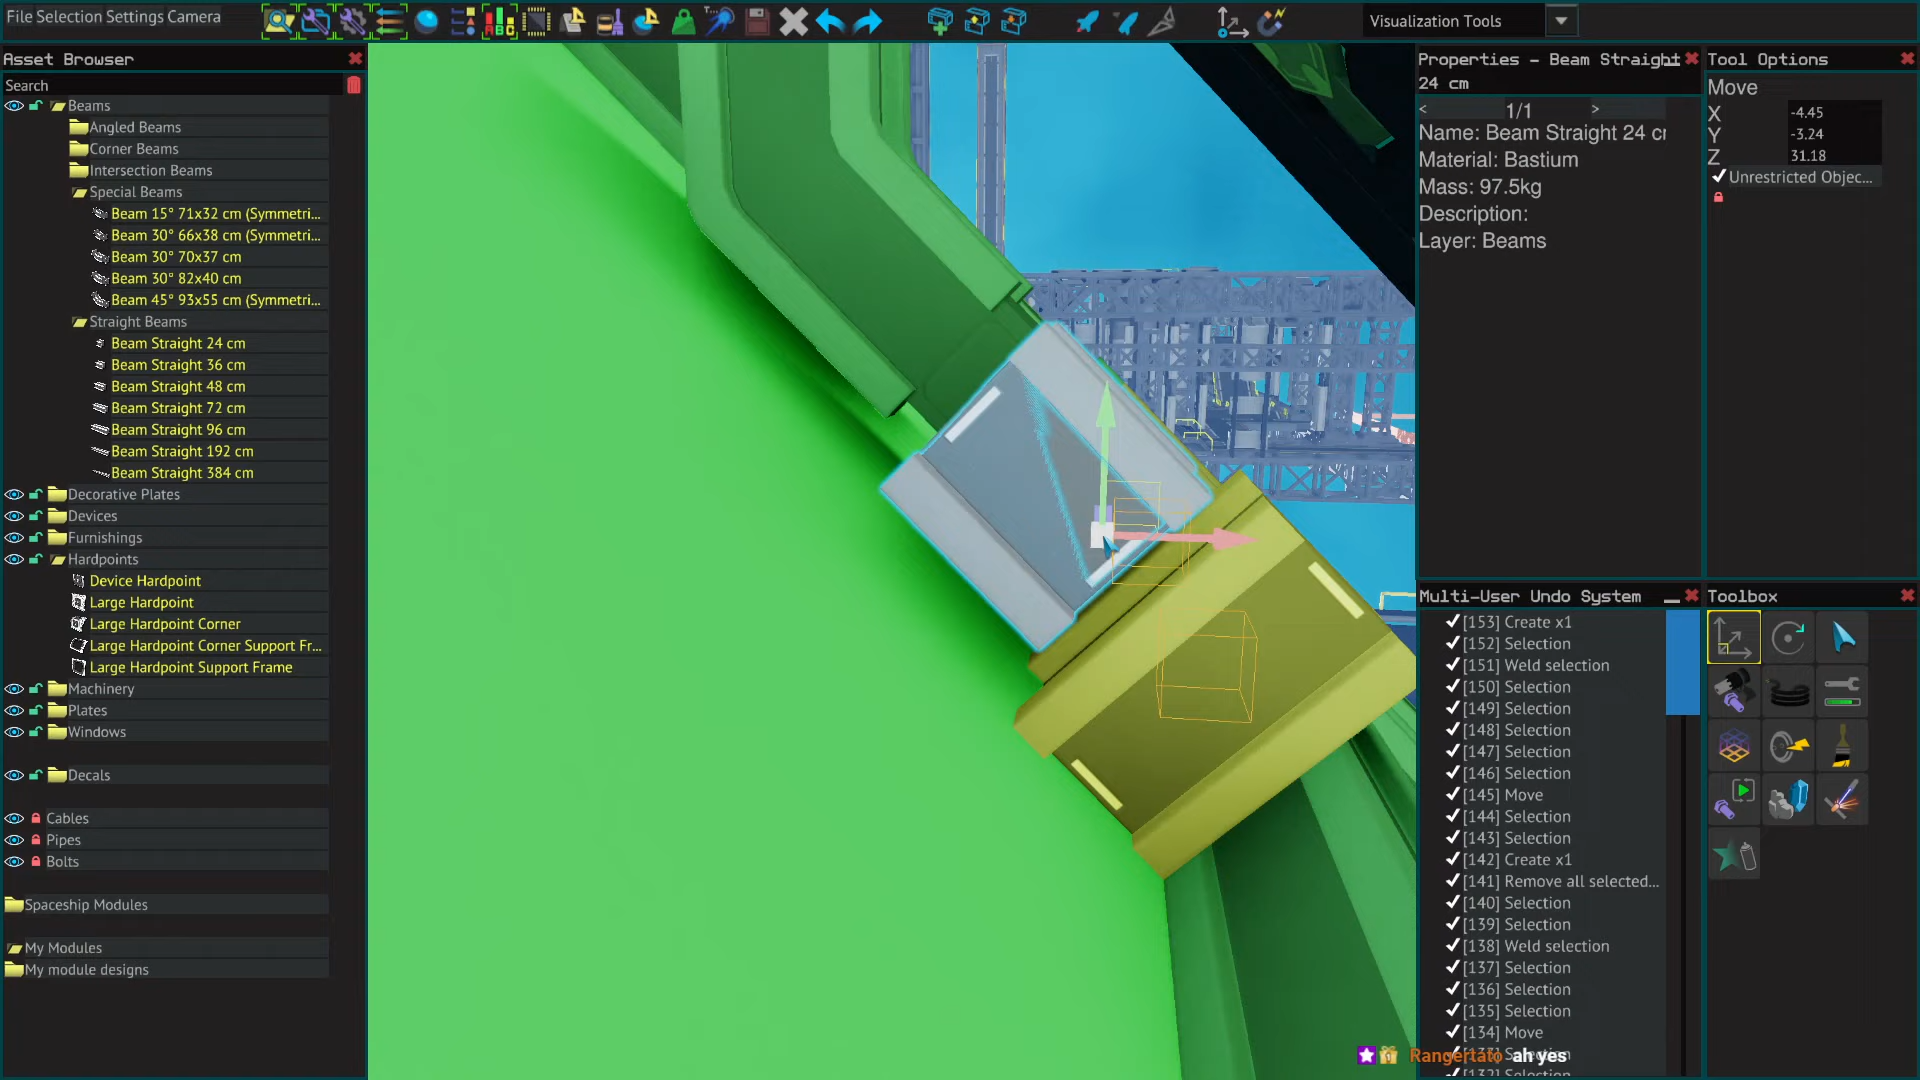 File Selection Settings Camera
Visualization Tools
Asset Browser
Search
Beams
Angled Beams
Corner Beams
Intersection Beams
Special Beams
Beam 15° 71x32 cm (Symmetri...
Beam 30° 66x38 cm (Symmetri...
Beam 30° 70x37 cm
Beam 30° 82x40 cm
Beam 45° 93x55 cm (Symmetri...
Straight Beams
Beam Straight 24 cm
Beam Straight 36 cm
Beam Straight 48 cm
Beam Straight 72 cm
Beam Straight 96 cm
Beam Straight 192 cm
Beam Straight 384 cm
Decorative Plates
Devices
Furnishings
Hardpoints
Device Hardpoint
Large Hardpoint
Large Hardpoint Corner
Large Hardpoint Corner Support Fr...
Large Hardpoint Support Frame
Machinery
Plates
Windows
Decals
Cables
Pipes
Bolts
Spaceship Modules
My Modules
My module designs
ABC
Properties - Beam Straight
24 cm
< 1/1 >
Name: Beam Straight 24 cr
Material: Bastium
Mass: 97.5kg
Description:
Layer: Beams
Tool Options
Move
X -4.45
Y -3.24
Z 31.18
Unrestricted Objec...
Multi-User Undo System
[153] Create x1
[152] Selection
[151] Weld selection
[150] Selection
[149] Selection
[148] Selection
[147] Selection
[146] Selection
[145] Move
[144] Selection
[143] Selection
[142] Create x1
[141] Remove all selected...
[140] Selection
[139] Selection
[138] Weld selection
[137] Selection
[136] Selection
[135] Selection
[134] Move
Toolbox
Rangertato ah yes